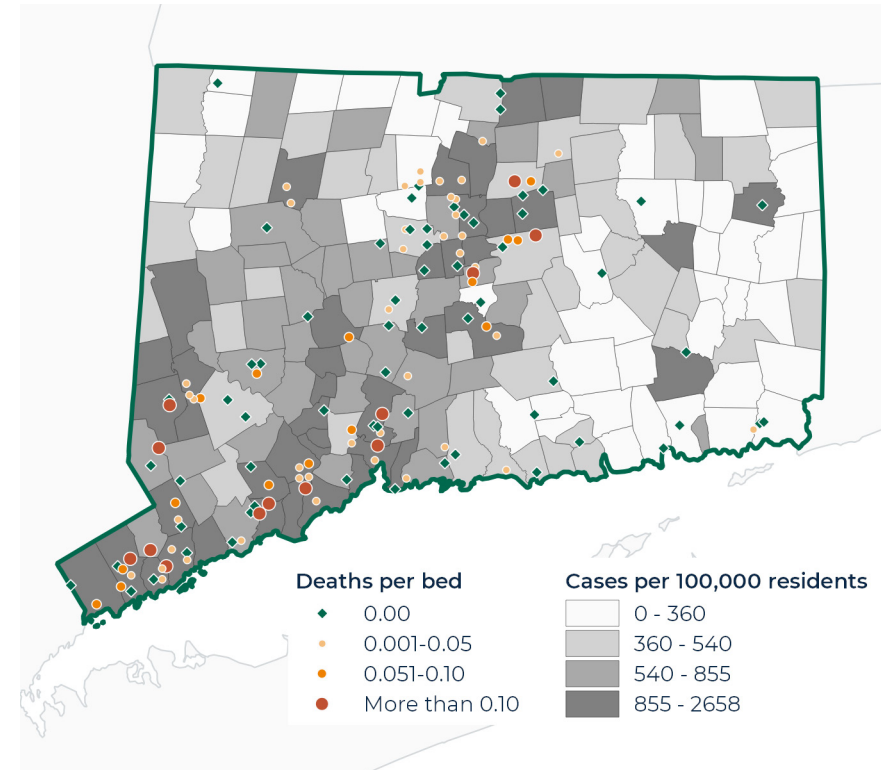 Deaths per bed
0.00
0.001-0.05
0.051-0.10
More than 0.10
Cases per 100,000 residents
0 - 360
360 - 540
540 - 855
855 - 2658